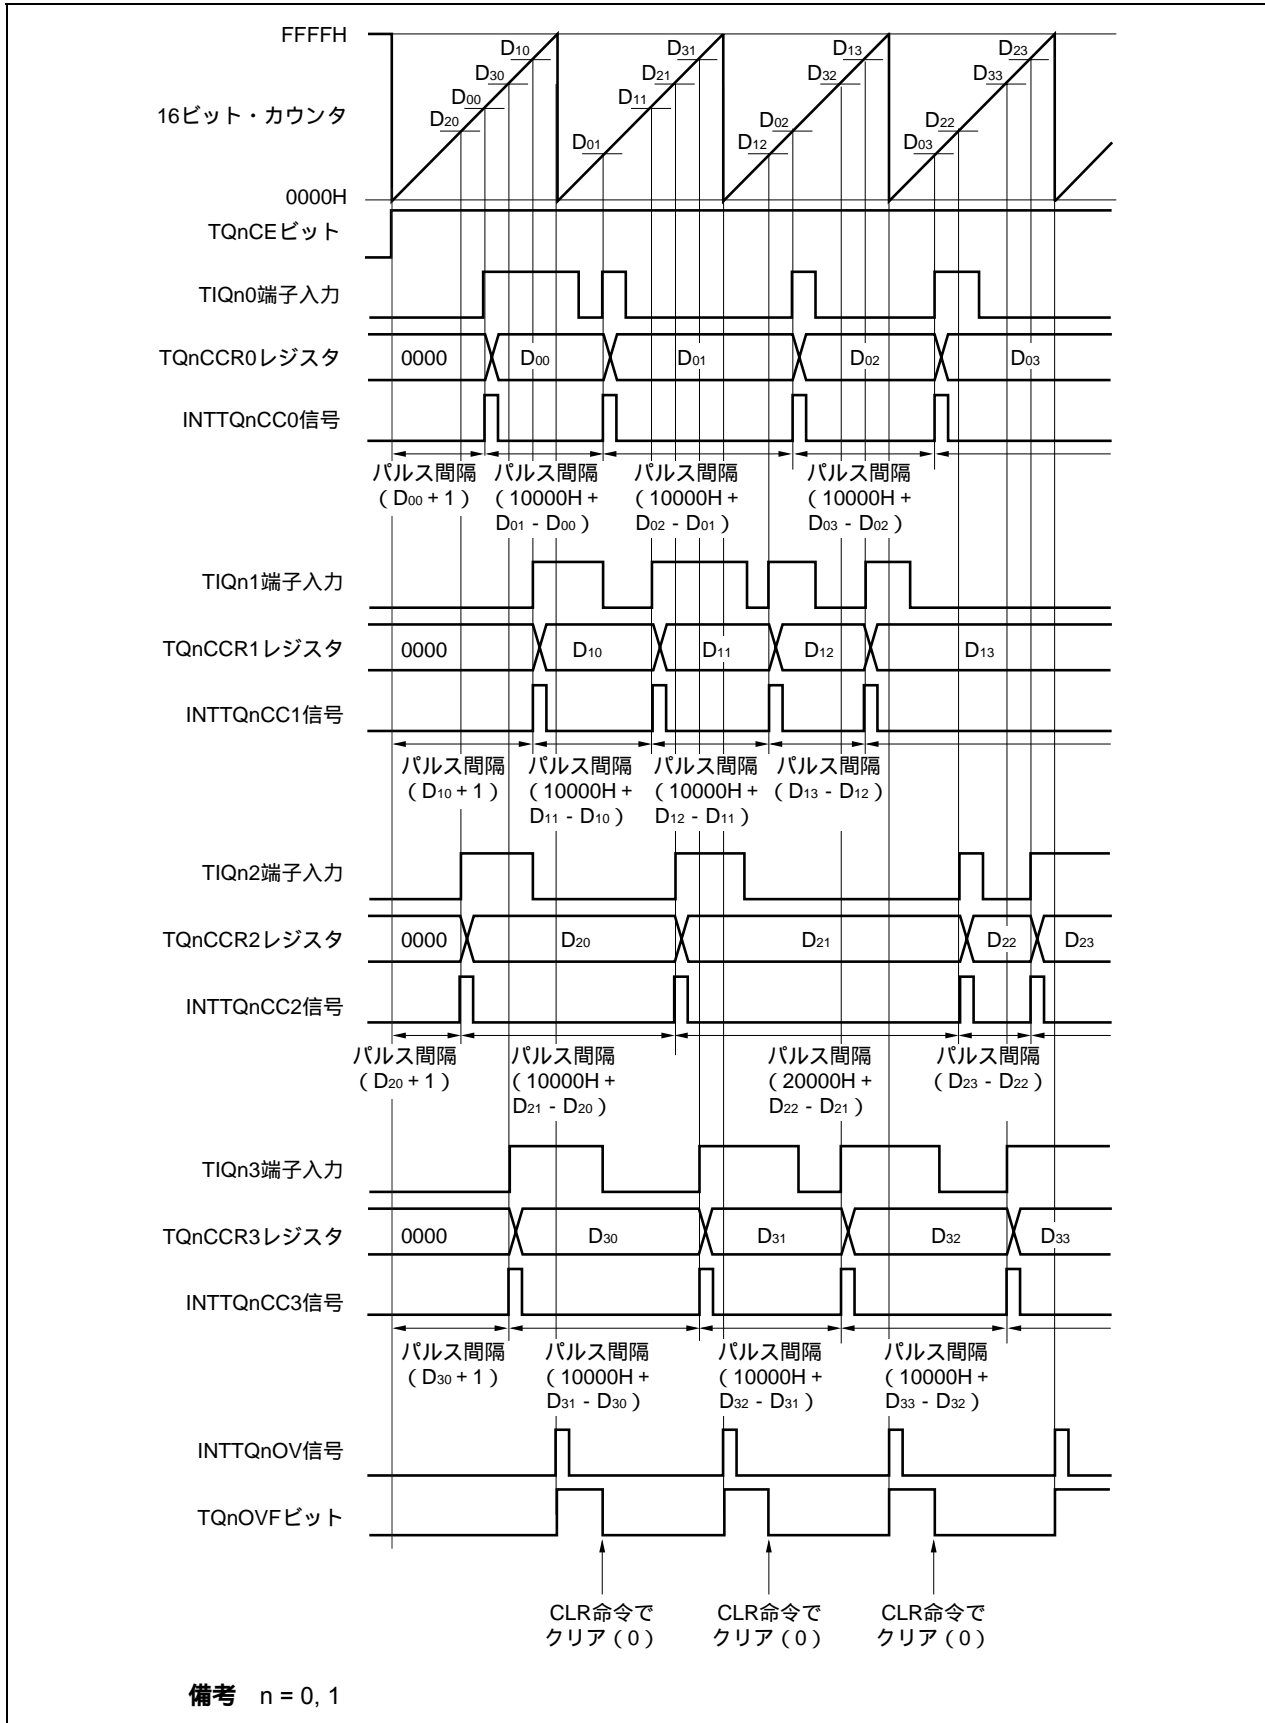 FFFFH
D10
D31
D13
D23
D30
D21
D32
D33
16ビット・カウンタ
D00
D11
D20
D02
D22
D01
D12
D03
0000H
TQnCEビット
TIQn0端子入力
TQnCCR0レジスタ
0000
D00
D01
D02
D03
INTTQnCC0信号
パルス間隔
（D00 + 1）
パルス間隔
（10000H +
D01 - D00）
パルス間隔
（10000H +
D02 - D01）
パルス間隔
（10000H +
D03 - D02）
TIQn1端子入力
TQnCCR1レジスタ
0000
D10
D11
D12
D13
INTTQnCC1信号
パルス間隔
（D10 + 1）
パルス間隔
（10000H +
D11 - D10）
パルス間隔
（10000H +
D12 - D11）
パルス間隔
（D13 - D12）
TIQn2端子入力
TQnCCR2レジスタ
0000
D20
D21
D22
D23
INTTQnCC2信号
パルス間隔
（D20 + 1）
パルス間隔
（10000H +
D21 - D20）
パルス間隔
（20000H +
D22 - D21）
パルス間隔
（D23 - D22）
TIQn3端子入力
TQnCCR3レジスタ
0000
D30
D31
D32
D33
INTTQnCC3信号
パルス間隔
（D30 + 1）
パルス間隔
（10000H +
D31 - D30）
パルス間隔
（10000H +
D32 - D31）
パルス間隔
（10000H +
D33 - D32）
INTTQnOV信号
TQnOVFビット
CLR命令で
クリア（0）
CLR命令で
クリア（0）
CLR命令で
クリア（0）
備考 n = 0, 1